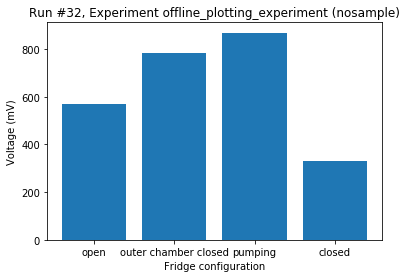 Run #32, Experiment offline_plotting_experiment (nosample)
Voltage (mV)
800
600
400
200
0
open outer chamber closed pumping closed
Fridge configuration